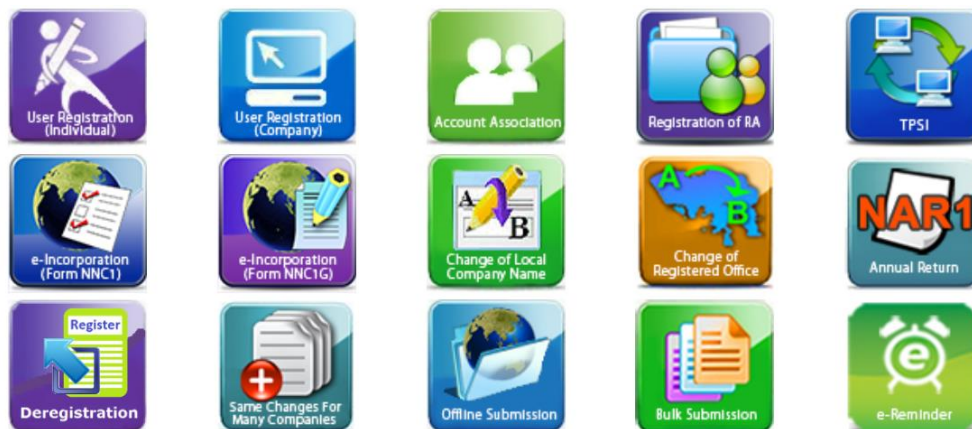 User Registration
(Individual)
User Registration
(Company)
Account Association
Registration of RA
TPSI
e-Incorporation
(Form NNC1)
e-Incorporation
(Form NNC1G)
A
B
Change of Local
Company Name
A
B
Change of
Registered Office
NAR1
Annual Return
Register
Deregistration
Same Changes For
Many Companies
Offline Submission
Bulk Submission
e
e-Reminder